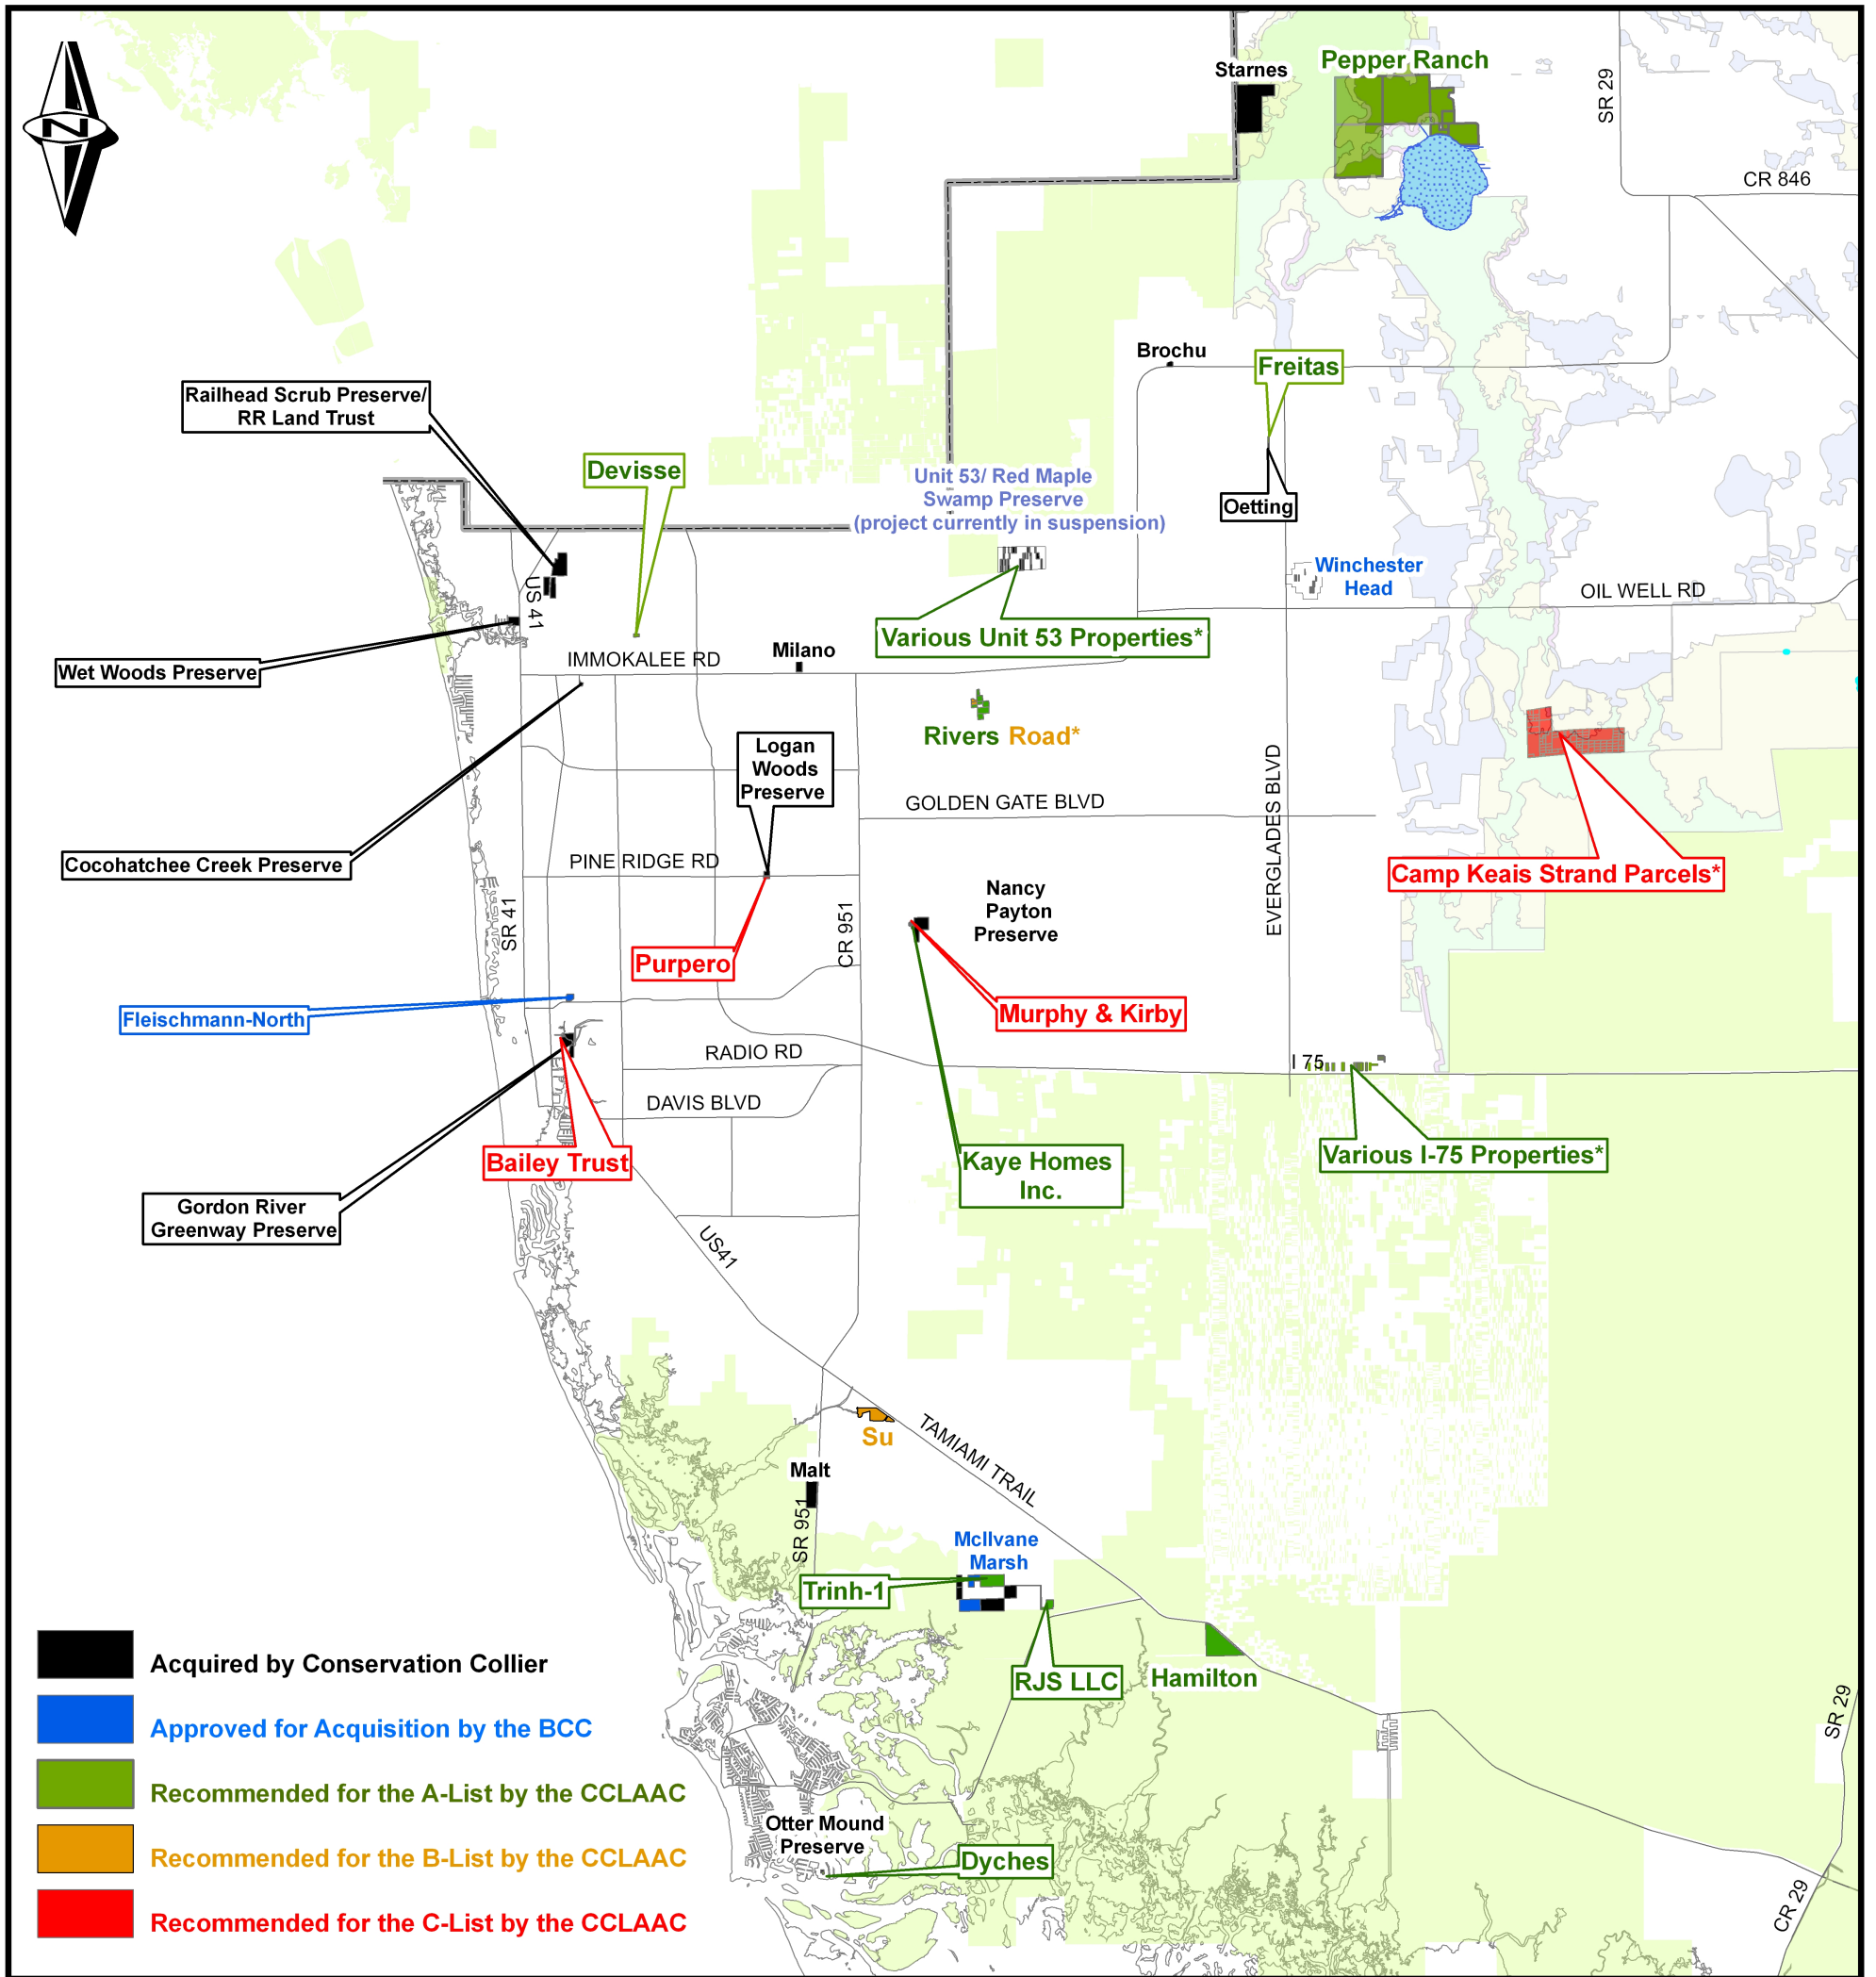 N
Starnes
Pepper Ranch
SR 29
CR 846
Brochu
Freitas
Railhead Scrub Preserve/
RR Land Trust
Devisse
Unit 53/ Red Maple
Swamp Preserve
(project currently in suspension)
Oetting
Winchester
Head
US 41
OIL WELL RD
Various Unit 53 Properties*
Wet Woods Preserve
IMMOKALEE RD
Milano
Rivers Road*
Logan
Woods
Preserve
EVERGLADES BLVD
GOLDEN GATE BLVD
Cocohatchee Creek Preserve
PINE RIDGE RD
Camp Keais Strand Parcels*
Nancy
Payton
Preserve
SR 41
CR 951
Purpero
Murphy & Kirby
Fleischmann-North
RADIO RD
I 75
DAVIS BLVD
Bailey Trust
Kaye Homes
Inc.
Various I-75 Properties*
Gordon River
Greenway Preserve
US41
TAMIAMI TRAIL
Su
Malt
SR 951
McIlvane
Marsh
Trinh-1
RJS LLC
Hamilton
SR 29
Otter Mound
Preserve
Dyches
CR 29
Acquired by Conservation Collier
Approved for Acquisition by the BCC
Recommended for the A-List by the CCLAAC
Recommended for the B-List by the CCLAAC
Recommended for the C-List by the CCLAAC